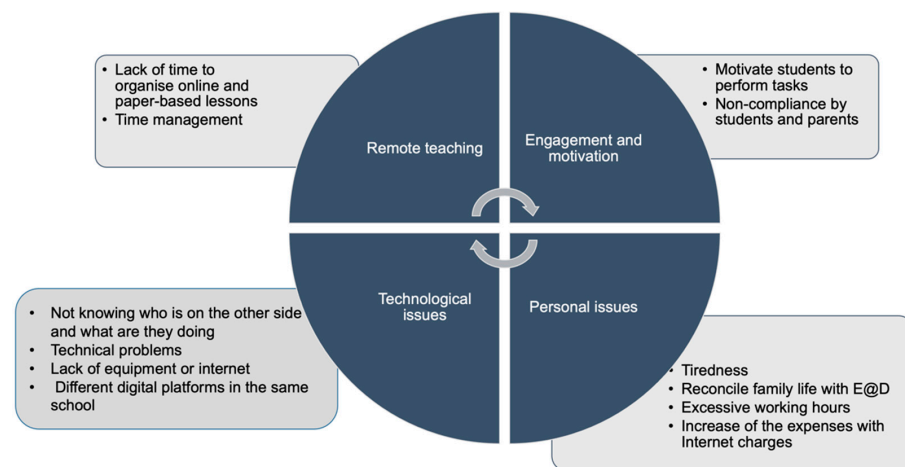 • Lack of time to
organise online and
paper-based lessons
• Time management
• Motivate students to
perform tasks
• Non-compliance by
students and parents
Remote teaching
Engagement and
motivation
Technological
issues
Personal issues
• Not knowing who is on the other side
and what are they doing
• Technical problems
• Lack of equipment or internet
• Different digital platforms in the same
school
• Tiredness
• Reconcile family life with E@D
• Excessive working hours
• Increase of the expenses with
Internet charges